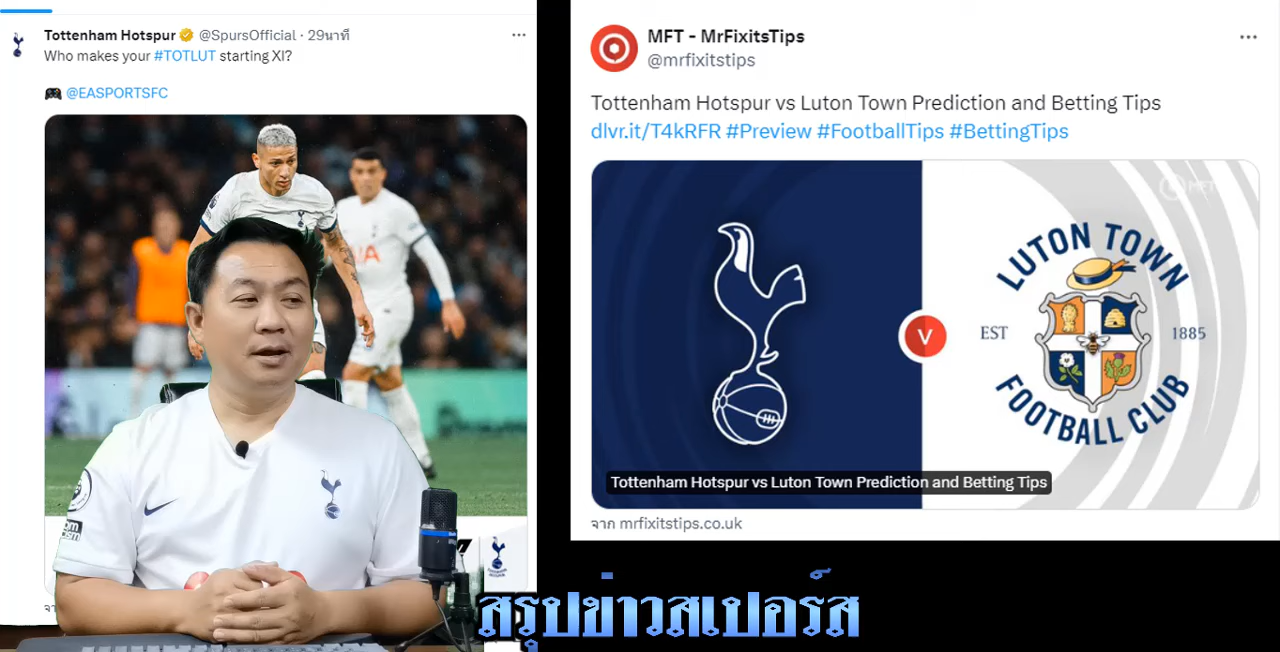 Tottenham Hotspur @SpursOfficial · 29นาที
Who makes your #TOTLUT starting XI?
@EASPORTSFC
MFT - MrFixitsTips
@mrfixitstips
Tottenham Hotspur vs Luton Town Prediction and Betting Tips
dlvr.it/T4kRFR #Preview #FootballTips #BettingTips
MFT
LUTON TOWN
V
EST 1885
FOOTBALL CLUB
Tottenham Hotspur vs Luton Town Prediction and Betting Tips
จาก mrfixitstips.co.uk
สรุปข่าวสเปอร์ส